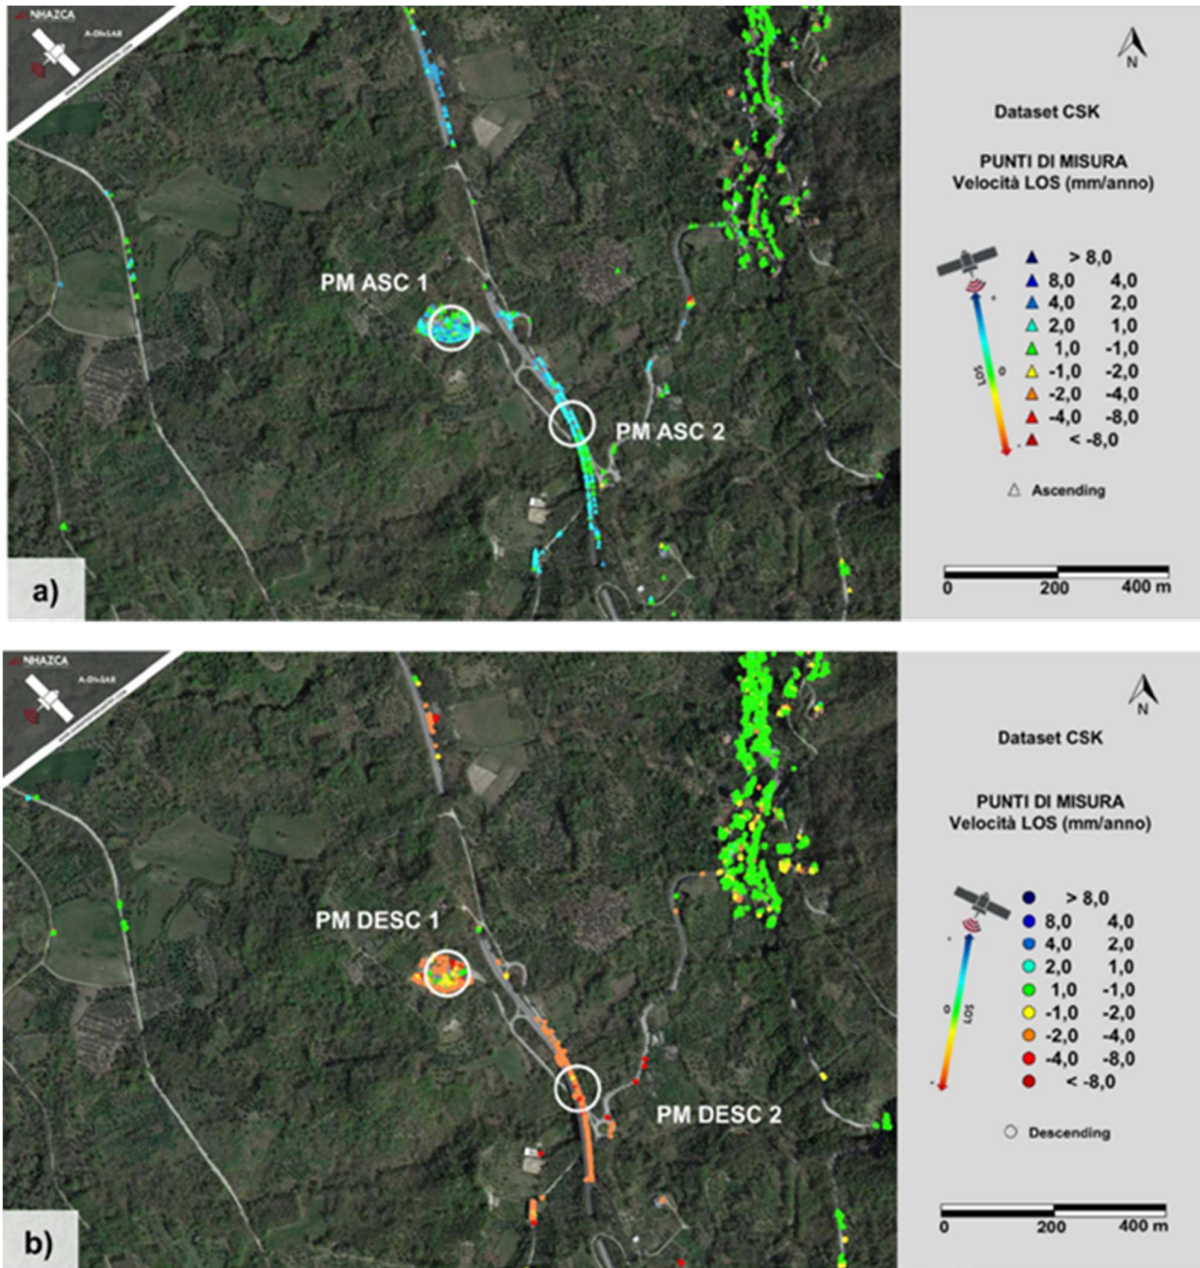 NHAZCA
A-DInSAR
N
Dataset CSK
PUNTI DI MISURA
Velocità LOS (mm/anno)
> 8,0
8,0 4,0
4,0 2,0
2,0 1,0
1,0 -1,0
-1,0 -2,0
-2,0 -4,0
-4,0 -8,0
< -8,0
0
LOS
Ascending
0 200 400 m
PM ASC 1
PM ASC 2
a)
NHAZCA
A-DInSAR
N
Dataset CSK
PUNTI DI MISURA
Velocità LOS (mm/anno)
> 8,0
8,0 4,0
4,0 2,0
2,0 1,0
1,0 -1,0
-1,0 -2,0
-2,0 -4,0
-4,0 -8,0
< -8,0
0
LOS
Descending
0 200 400 m
PM DESC 1
PM DESC 2
b)